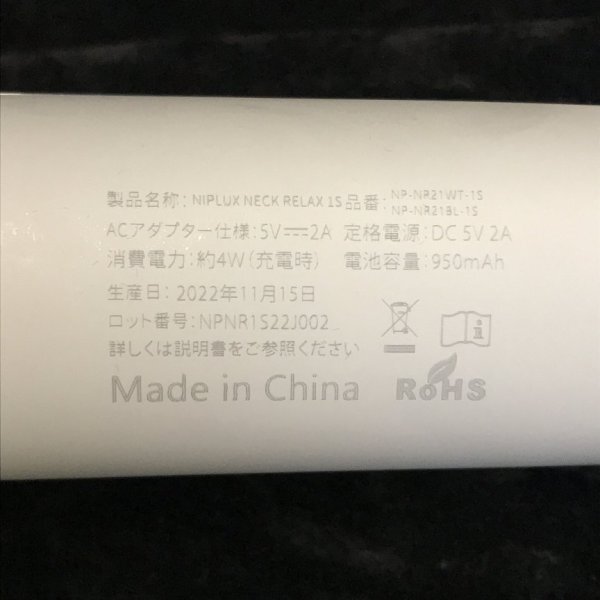 製品名称: NIPLUX NECK RELAX 1S 品番: NP-NR21WT-1S
NP-NR21BL-1S
ACアダプター仕様:5V⎓2A 定格電源:DC 5V 2A
消費電力:約4W(充電時) 電池容量:950mAh
生産日:2022年11月15日
ロット番号:NPNR1S22J002
詳しくは説明書をご参照ください
Made in China RoHS